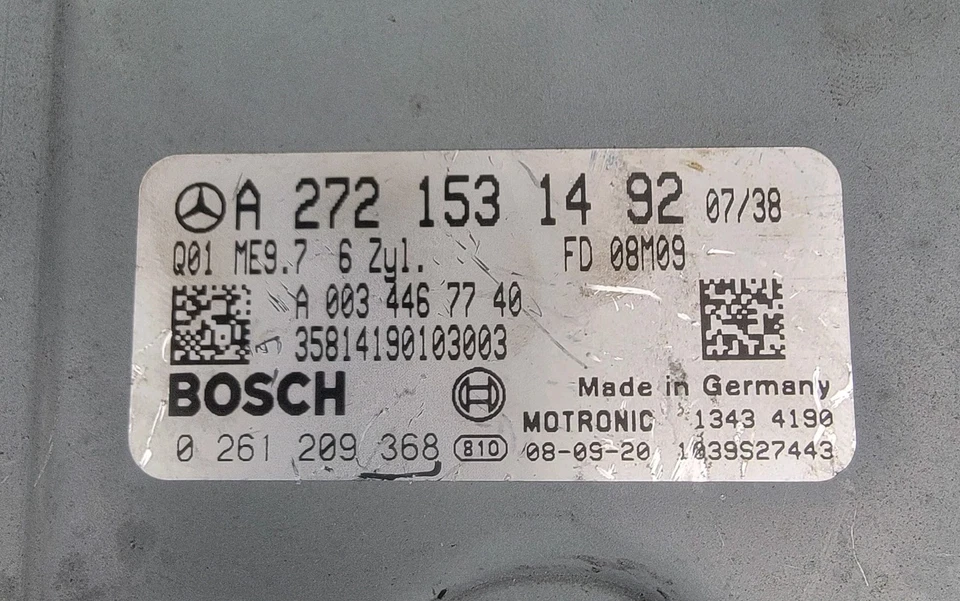 A 272 153 14 92 07/38
Q01 ME9.7 6 Zyl. FD 08M09
A 003 446 77 40
35814190103003
BOSCH
Made in Germany
MOTRONIC 1343 4190
0 261 209 368 810 08-09-20 1039S27443